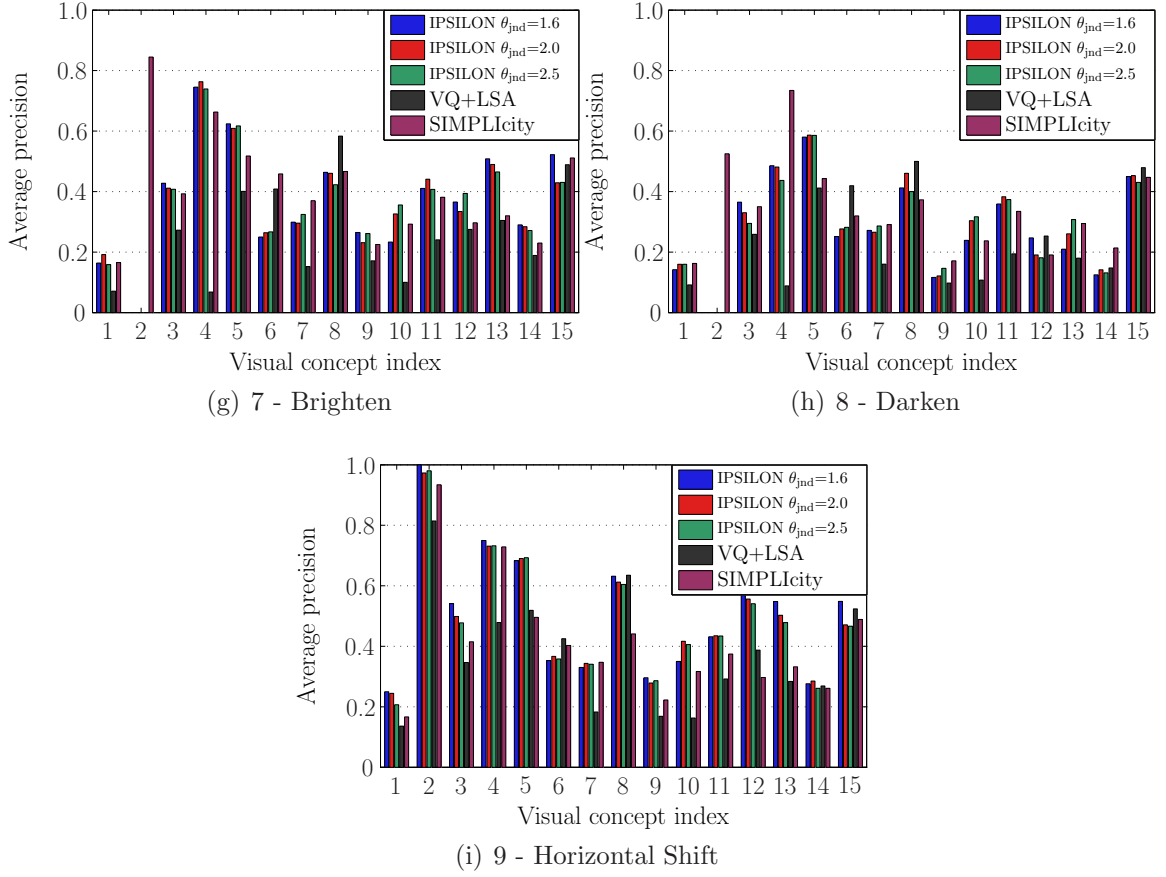 1.0
0.8
0.6
0.4
0.2
0
Average precision
IPSILON θjnd=1.6
IPSILON θjnd=2.0
IPSILON θjnd=2.5
VQ+LSA
SIMPLIcity
1 2 3 4 5 6 7 8 9 10 11 12 13 14 15
Visual concept index
(g) 7 - Brighten
1.0
0.8
0.6
0.4
0.2
0
Average precision
IPSILON θjnd=1.6
IPSILON θjnd=2.0
IPSILON θjnd=2.5
VQ+LSA
SIMPLIcity
1 2 3 4 5 6 7 8 9 10 11 12 13 14 15
Visual concept index
(h) 8 - Darken
1.0
0.8
0.6
0.4
0.2
0
Average precision
IPSILON θjnd=1.6
IPSILON θjnd=2.0
IPSILON θjnd=2.5
VQ+LSA
SIMPLIcity
1 2 3 4 5 6 7 8 9 10 11 12 13 14 15
Visual concept index
(i) 9 - Horizontal Shift